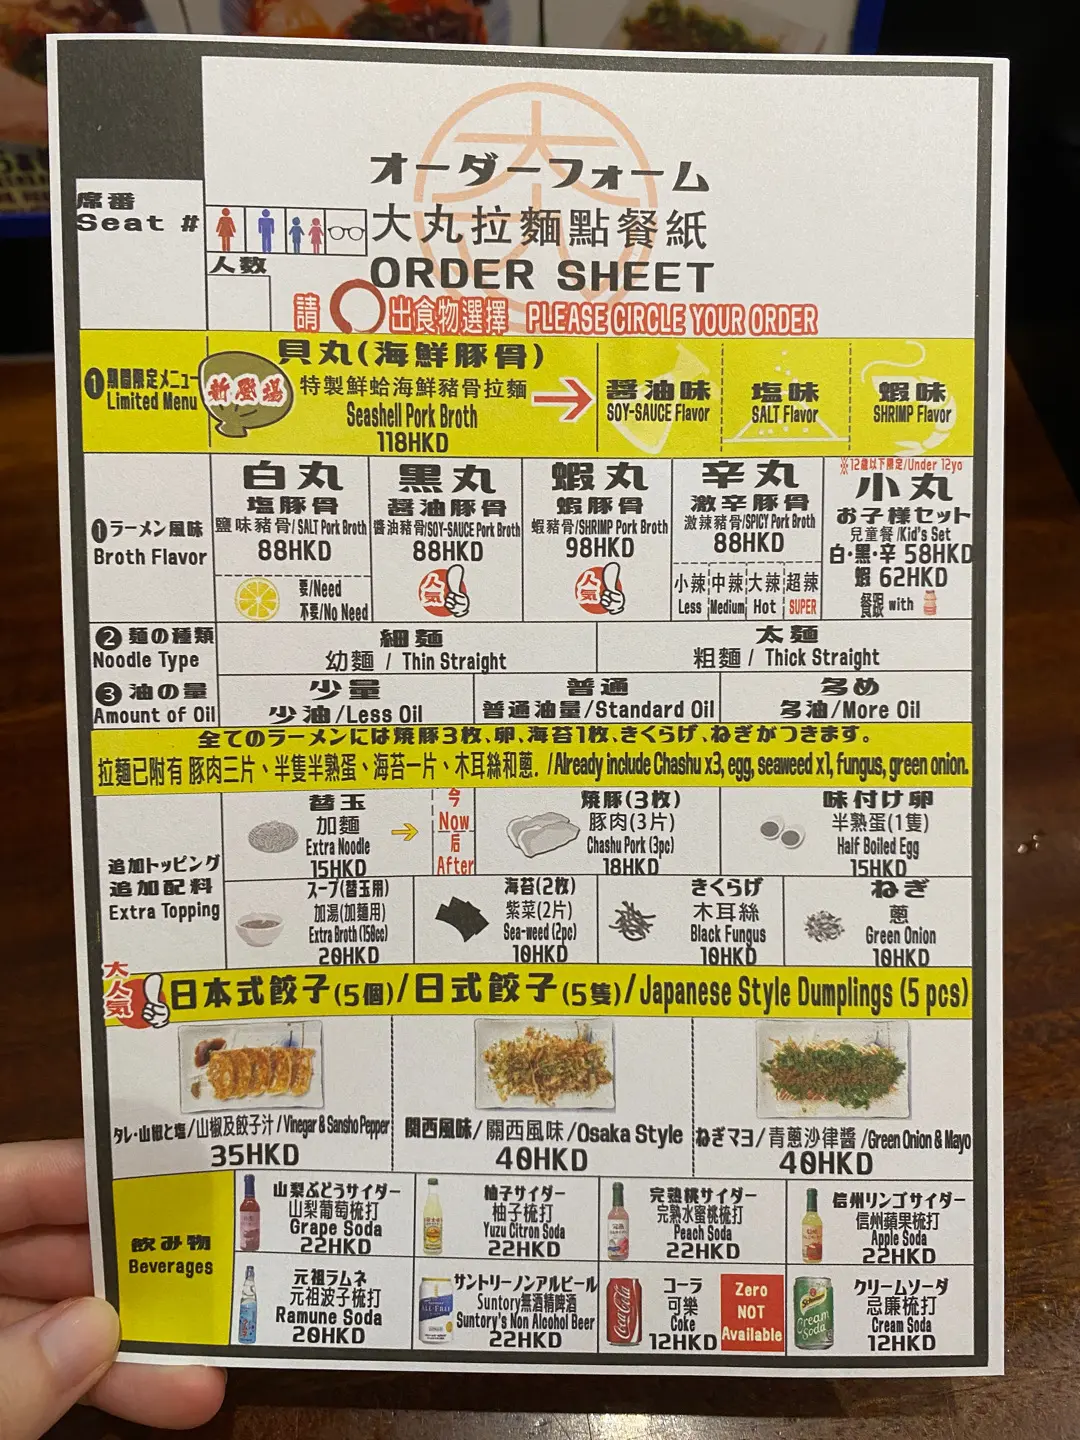 オーダーフォーム
席番
Seat #
大丸拉麵點餐紙
人数
ORDER SHEET
請 出食物選擇 PLEASE CIRCLE YOUR ORDER
❶期間限定メニュー
Limited Menu
新登場
貝丸(海鮮豚骨)
特製鮮蛤海鮮豬骨拉麵
Seashell Pork Broth
118HKD
醤油味
SOY-SAUCE Flavor
塩味
SALT Flavor
蝦味
SHRIMP Flavor
❶ラーメン風味
Broth Flavor
白丸
塩豚骨
鹽味豬骨/SALT Pork Broth
88HKD
要/Need
不要/No Need
黒丸
醤油豚骨
醬油豬骨/SOY-SAUCE Pork Broth
88HKD
人気
蝦丸
蝦豚骨
蝦豬骨/SHRIMP Pork Broth
98HKD
人気
辛丸
激辛豚骨
激辣豬骨/SPICY Pork Broth
88HKD
小辣 中辣 大辣 超辣
Less Medium Hot SUPER
※12歳以下限定/Under 12yo
小丸
お子様セット
兒童餐/Kid's Set
白・黒・辛 58HKD
蝦 62HKD
餐跟 with
❷麺の種類
Noodle Type
細麺
幼麵 / Thin Straight
太麺
粗麵 / Thick Straight
❸油の量
Amount of Oil
少量
少油/Less Oil
普通
普通油量/Standard Oil
多め
多油/More Oil
全てのラーメンには焼豚3枚、卵、海苔1枚、きくらげ、ねぎがつきます。
拉麵已附有 豚肉三片、半隻半熟蛋、海苔一片、木耳絲和蔥. /Already include Chashu x3, egg, seaweed x1, fungus, green onion.
追加トッピング
追加配料
Extra Topping
替玉
加麵
Extra Noodle
15HKD
今
Now
后
After
焼豚(3枚)
豚肉(3片)
Chashu Pork (3pc)
18HKD
味付け卵
半熟蛋(1隻)
Half Boiled Egg
15HKD
スープ(替玉用)
加湯(加麵用)
Extra Broth (150cc)
20HKD
海苔(2枚)
紫菜(2片)
Sea-weed (2pc)
10HKD
きくらげ
木耳絲
Black Fungus
10HKD
ねぎ
蔥
Green Onion
10HKD
大人気
日本式餃子(5個)/日式餃子(5隻)/Japanese Style Dumplings (5 pcs)
タレ・山椒と塩/山椒及餃子汁/Vinegar & Sansho Pepper
35HKD
関西風味/關西風味/Osaka Style
40HKD
ねぎマヨ/青蔥沙律醬/Green Onion & Mayo
40HKD
飲み物
Beverages
山梨ぶどうサイダー
山梨葡萄梳打
Grape Soda
22HKD
柚子サイダー
柚子梳打
Yuzu Citron Soda
22HKD
完熟桃サイダー
完熟水蜜桃梳打
Peach Soda
22HKD
信州リンゴサイダー
信州蘋果梳打
Apple Soda
22HKD
元祖ラムネ
元祖波子梳打
Ramune Soda
20HKD
ALL-FREE
サントリーノンアルビール
Suntory無酒精啤酒
Suntory's Non Alcohol Beer
22HKD
Coca-Cola
コーラ
可樂
Coke
12HKD
Zero
NOT
Available
Cream
Soda
クリームソーダ
忌廉梳打
Cream Soda
12HKD